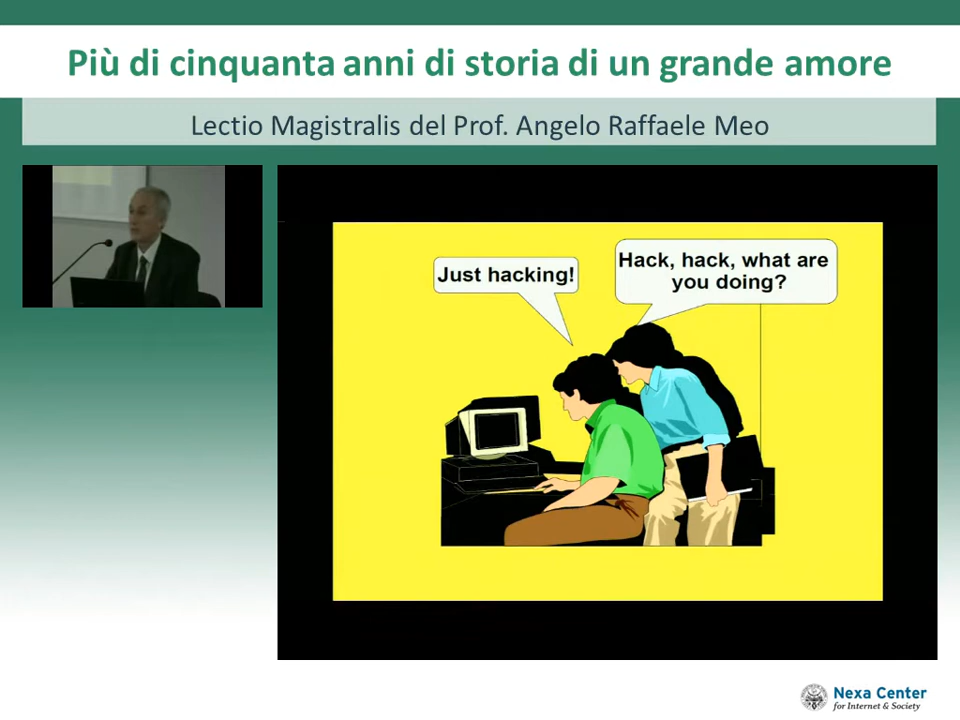 Più di cinquanta anni di storia di un grande amore
Lectio Magistralis del Prof. Angelo Raffaele Meo
Just hacking!
Hack, hack, what are
you doing?
Nexa Center
for Internet & Society